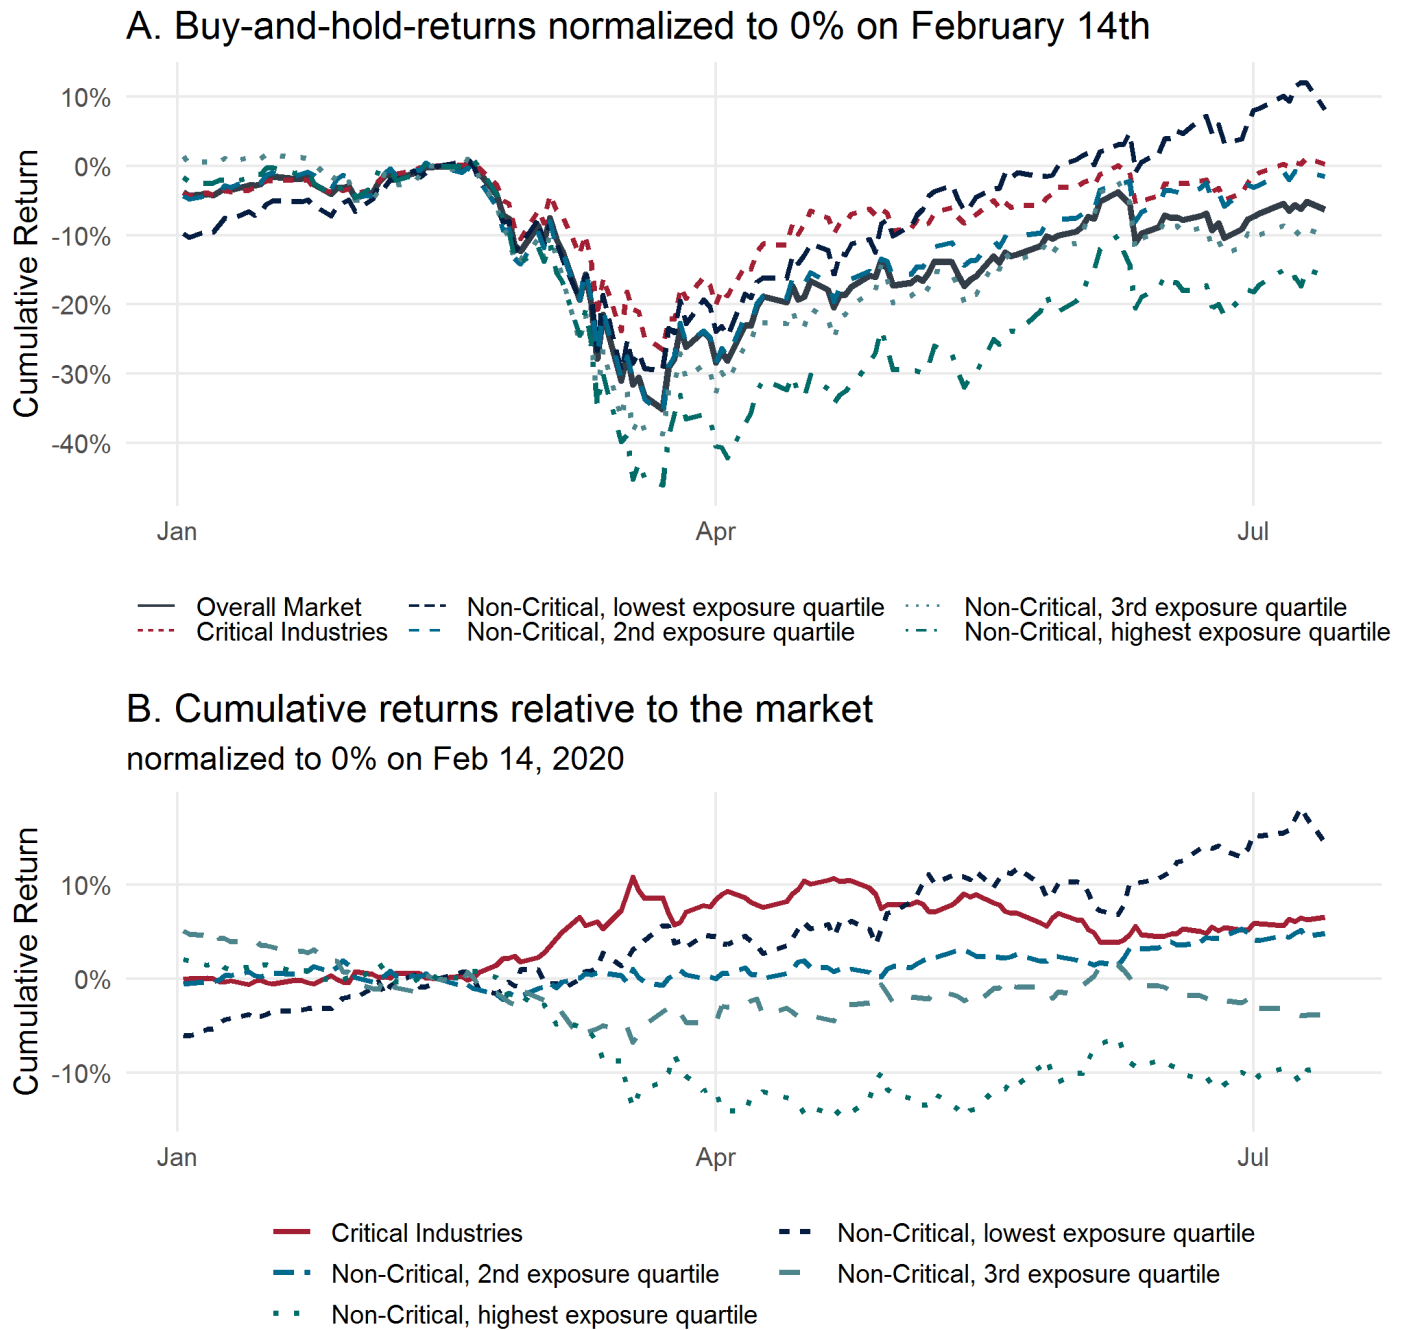 A. Buy-and-hold-returns normalized to 0% on February 14th
Cumulative Return
10%
0%
-10%
-20%
-30%
-40%
Jan Apr Jul
Overall Market Non-Critical, lowest exposure quartile Non-Critical, 3rd exposure quartile
Critical Industries Non-Critical, 2nd exposure quartile Non-Critical, highest exposure quartile
B. Cumulative returns relative to the market
normalized to 0% on Feb 14, 2020
Cumulative Return
10%
0%
-10%
Jan Apr Jul
Critical Industries Non-Critical, lowest exposure quartile
Non-Critical, 2nd exposure quartile Non-Critical, 3rd exposure quartile
Non-Critical, highest exposure quartile